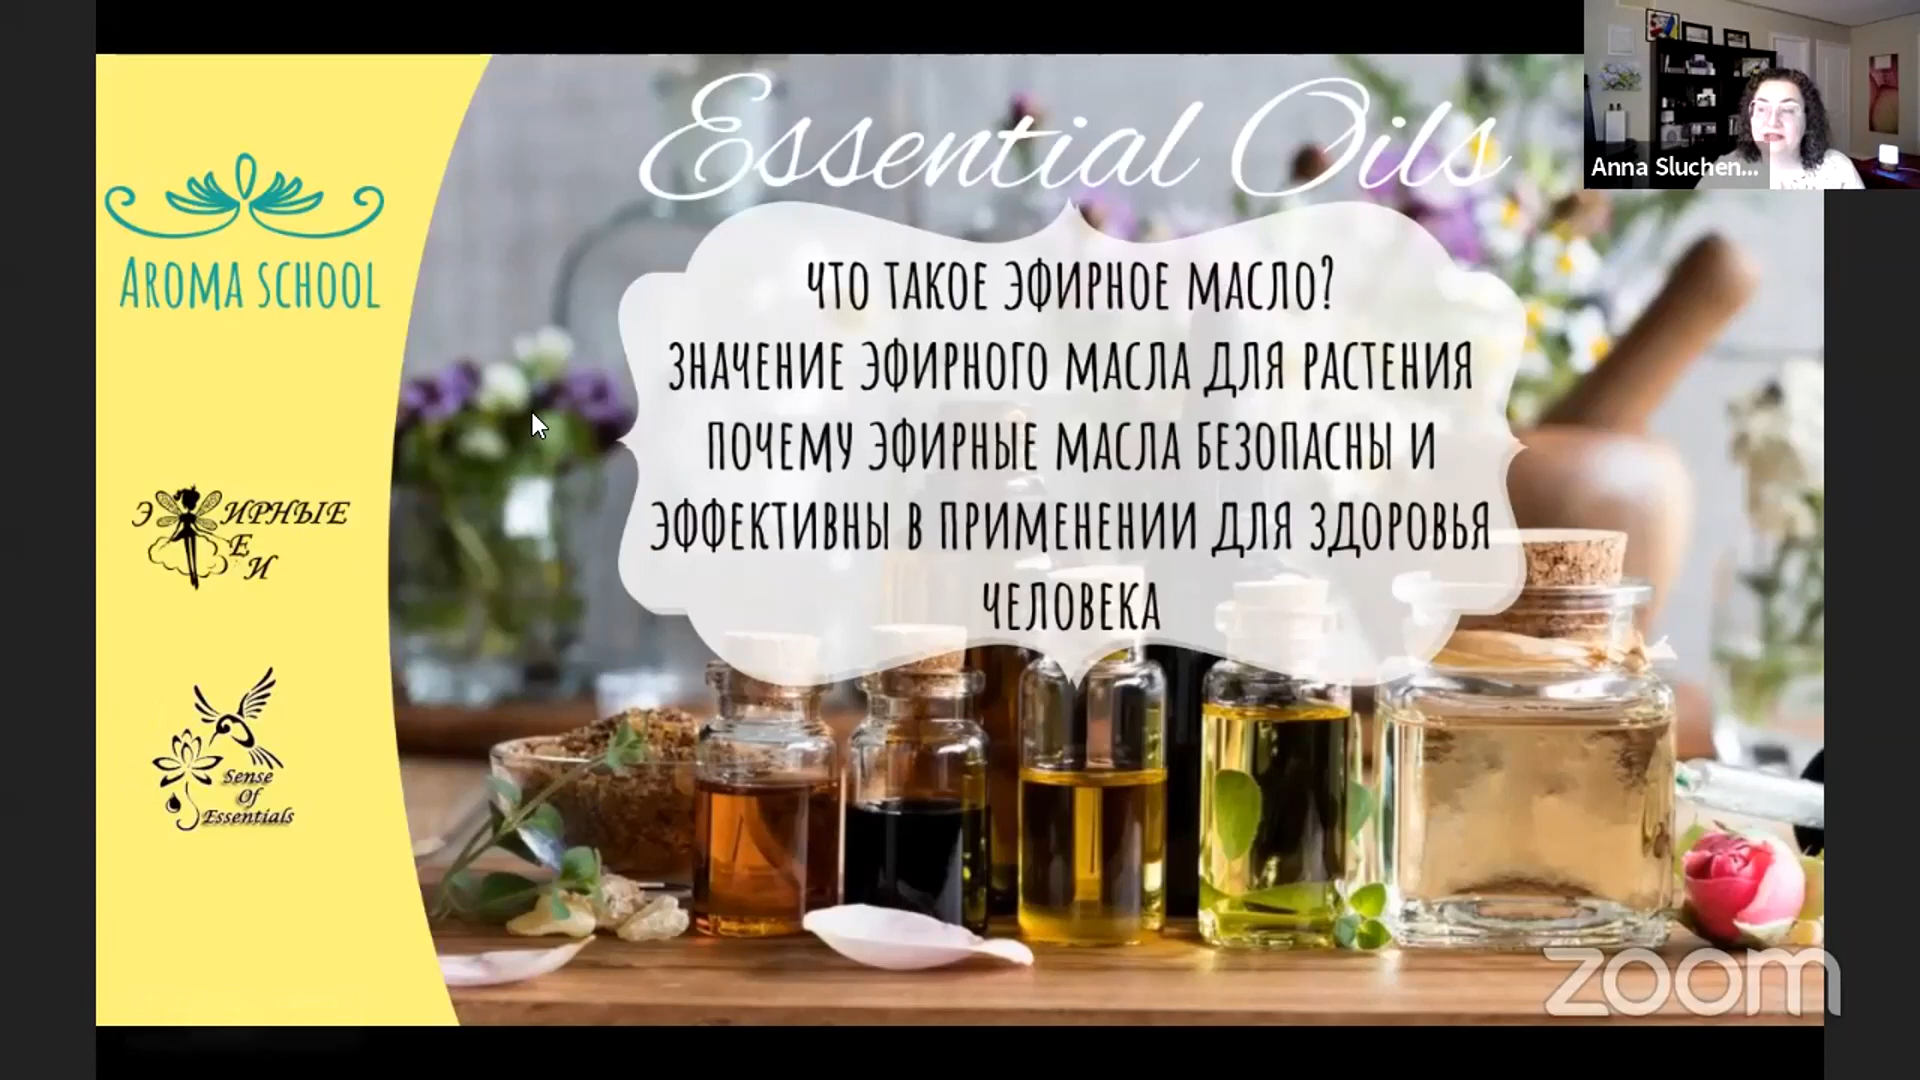 Essential Oils
Anna Sluchen...
AROMA SCHOOL
ЧТО ТАКОЕ ЭФИРНОЕ МАСЛО?
ЗНАЧЕНИЕ ЭФИРНОГО МАСЛА ДЛЯ РАСТЕНИЯ
ПОЧЕМУ ЭФИРНЫЕ МАСЛА БЕЗОПАСНЫ И
ЭФФЕКТИВНЫ В ПРИМЕНЕНИИ ДЛЯ ЗДОРОВЬЯ
ЧЕЛОВЕКА
Э ИРНЫЕ
Е
И
Sense
Of
Essentials
zoom